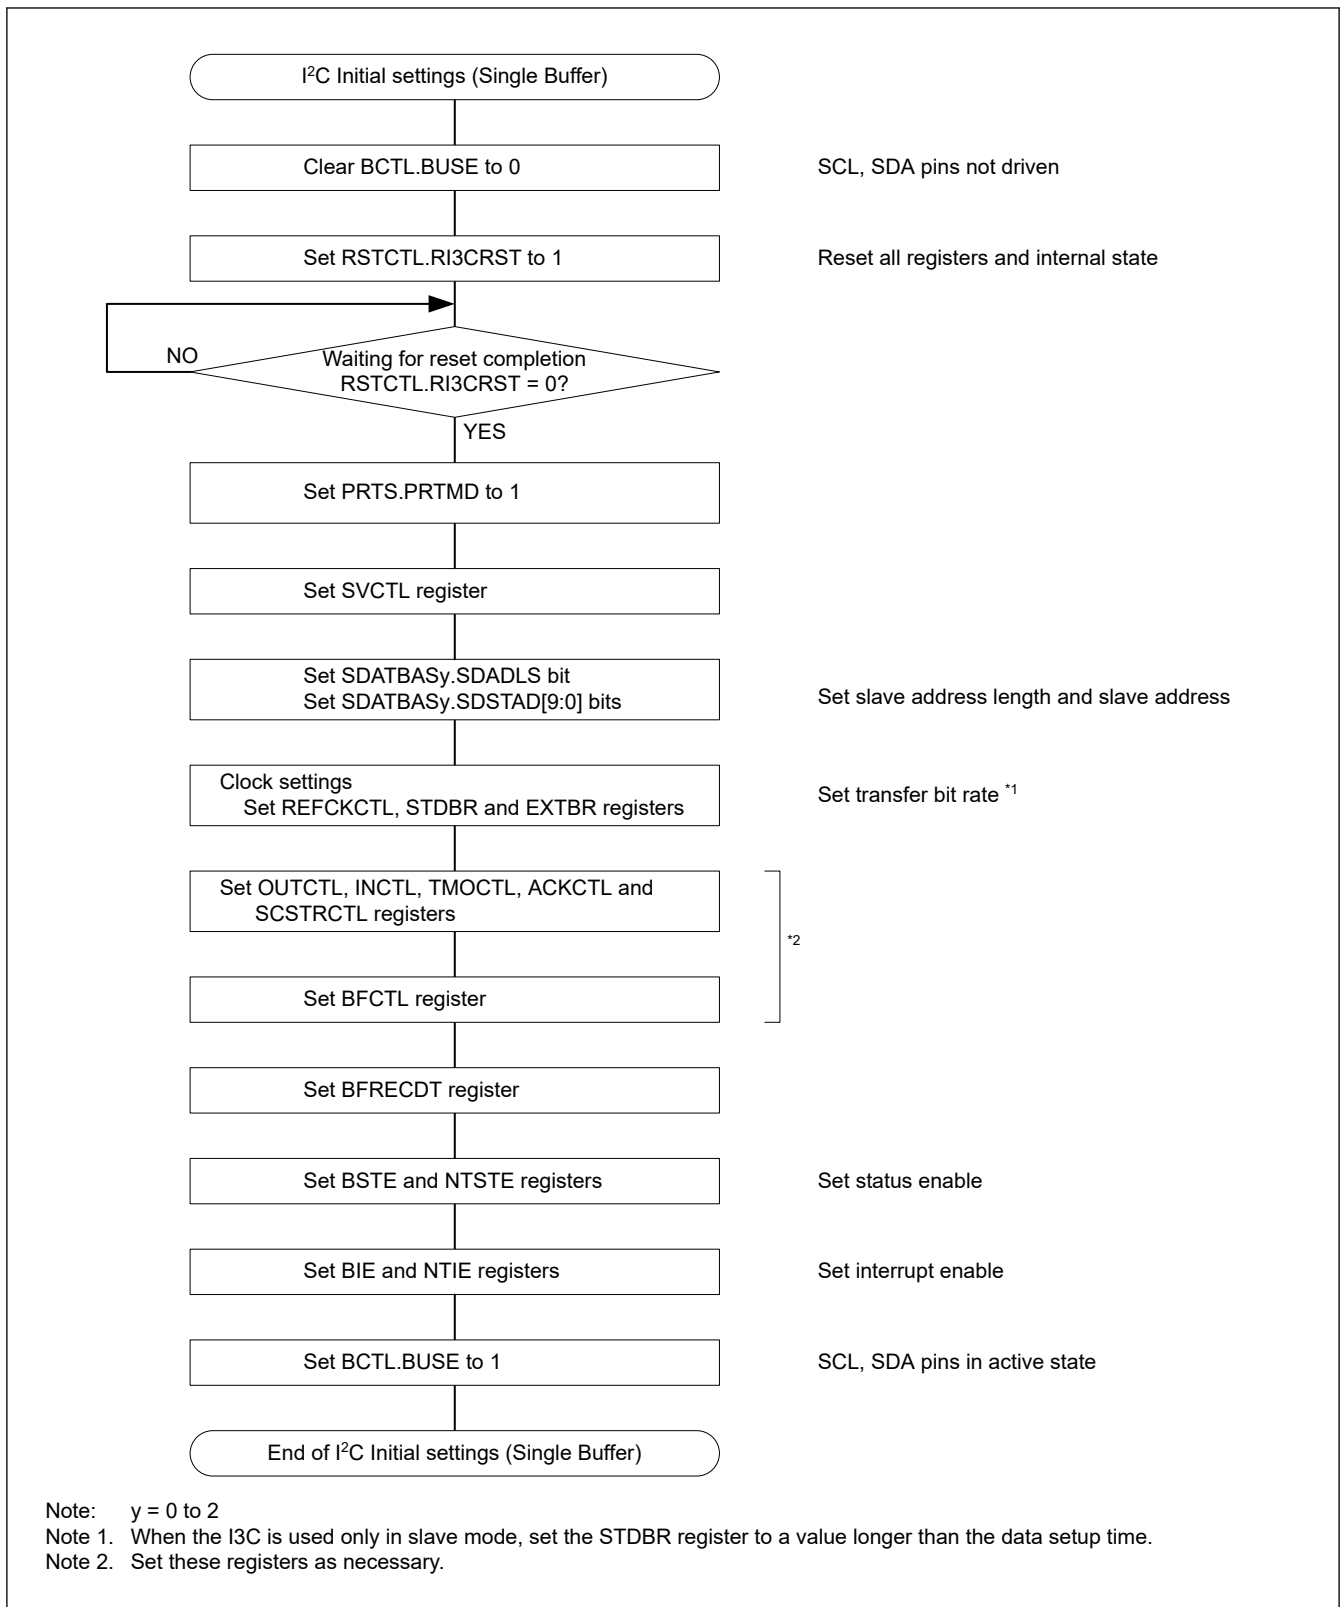 I²C Initial settings (Single Buffer)
Clear BCTL.BUSE to 0
SCL, SDA pins not driven
Set RSTCTL.RI3CRST to 1
Reset all registers and internal state
NO
Waiting for reset completion
RSTCTL.RI3CRST = 0?
YES
Set PRTS.PRTMD to 1
Set SVCTL register
Set SDATBASy.SDADLS bit
Set SDATBASy.SDSTAD[9:0] bits
Set slave address length and slave address
Clock settings
Set REFCKCTL, STDBR and EXTBR registers
Set transfer bit rate *1
Set OUTCTL, INCTL, TMOCTL, ACKCTL and
SCSTRCTL registers
*2
Set BFCTL register
Set BFRECDT register
Set BSTE and NTSTE registers
Set status enable
Set BIE and NTIE registers
Set interrupt enable
Set BCTL.BUSE to 1
SCL, SDA pins in active state
End of I²C Initial settings (Single Buffer)
Note: y = 0 to 2
Note 1. When the I3C is used only in slave mode, set the STDBR register to a value longer than the data setup time.
Note 2. Set these registers as necessary.